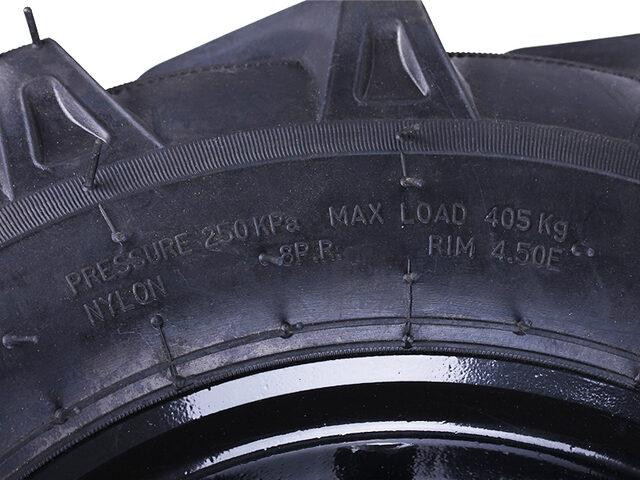 PRESSURE 250 KPa MAX LOAD 405 Kg
NYLON 8P.R. RIM 4.50E